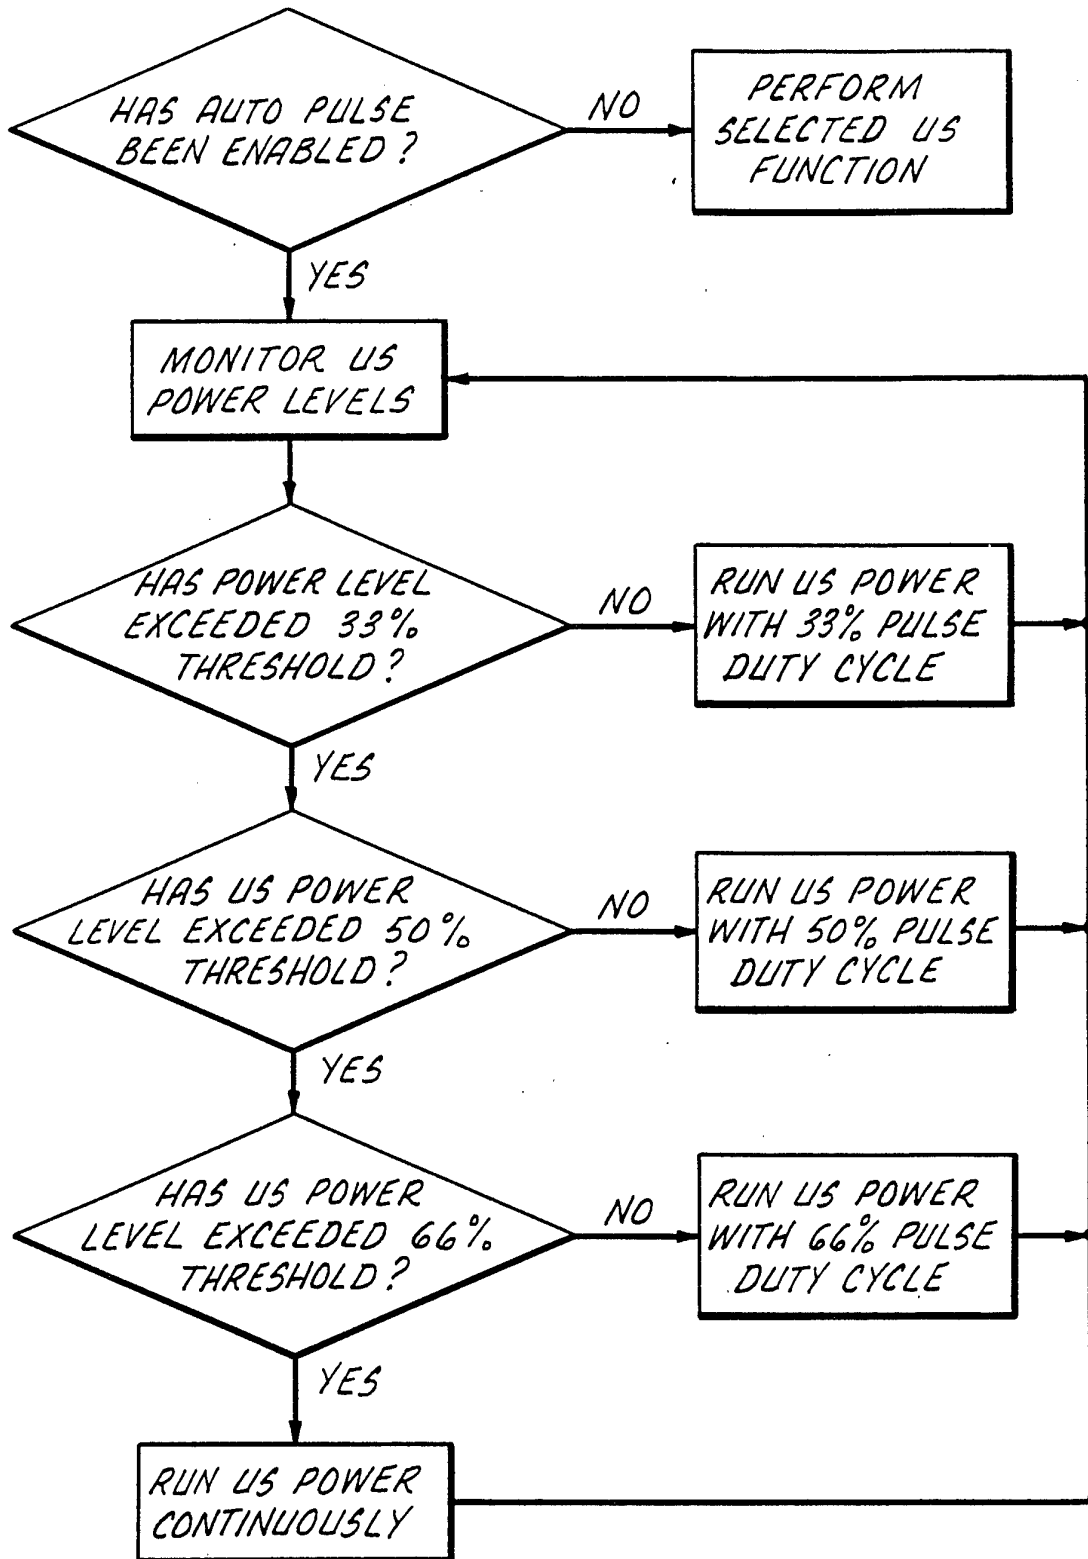 HAS AUTO PULSE
BEEN ENABLED?
NO
PERFORM
SELECTED US
FUNCTION
YES
MONITOR US
POWER LEVELS
HAS POWER LEVEL
EXCEEDED 33%
THRESHOLD?
NO
RUN US POWER
WITH 33% PULSE
DUTY CYCLE
YES
HAS US POWER
LEVEL EXCEEDED 50%
THRESHOLD?
NO
RUN US POWER
WITH 50% PULSE
DUTY CYCLE
YES
HAS US POWER
LEVEL EXCEEDED 66%
THRESHOLD?
NO
RUN US POWER
WITH 66% PULSE
DUTY CYCLE
YES
RUN US POWER
CONTINUOUSLY